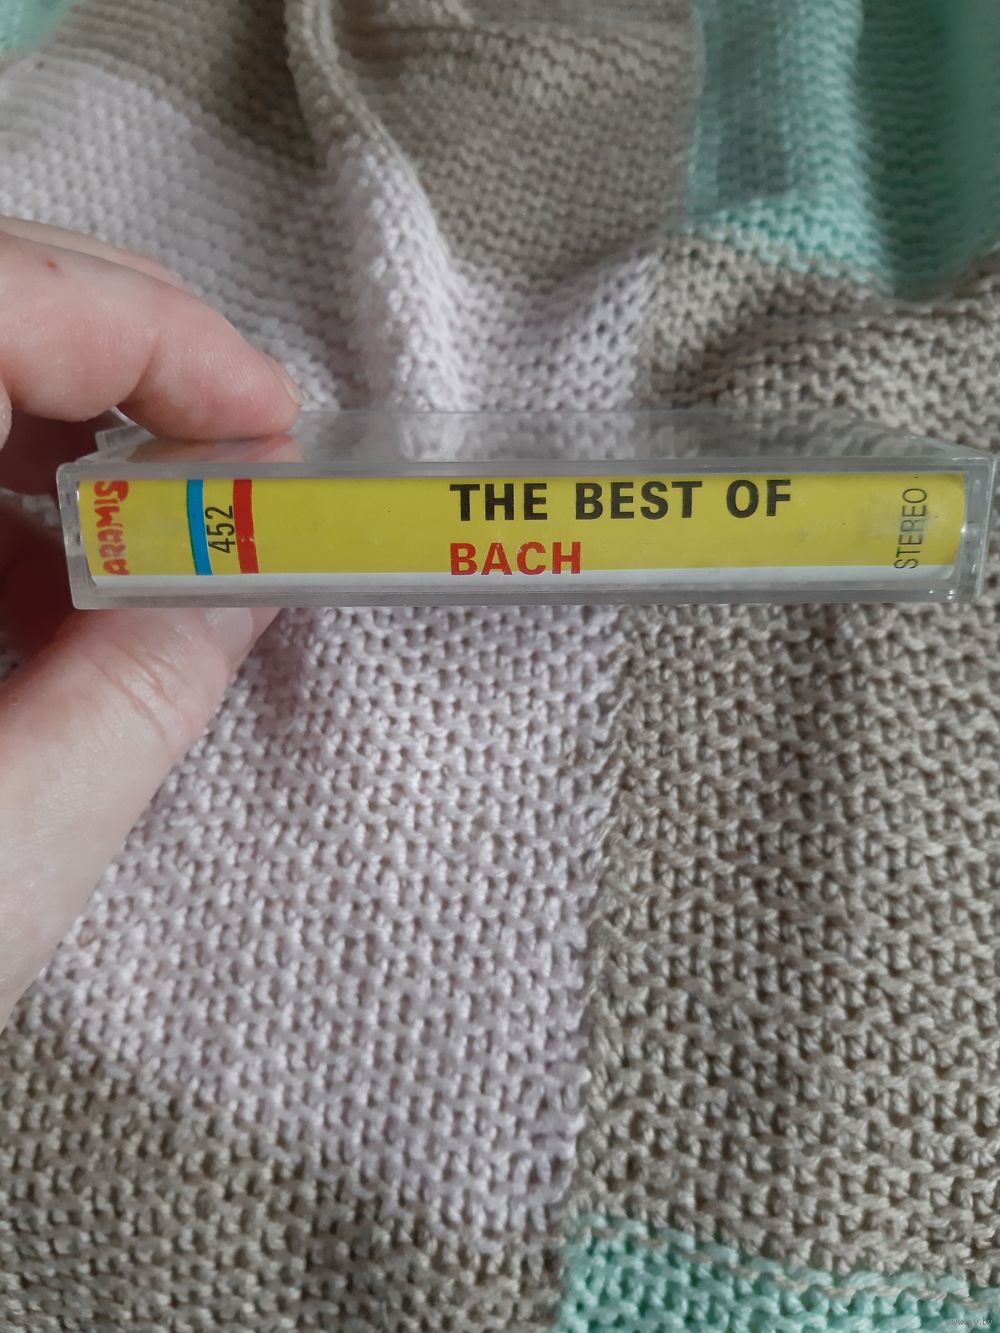 ARAMIS
452
THE BEST OF
BACH
STEREO